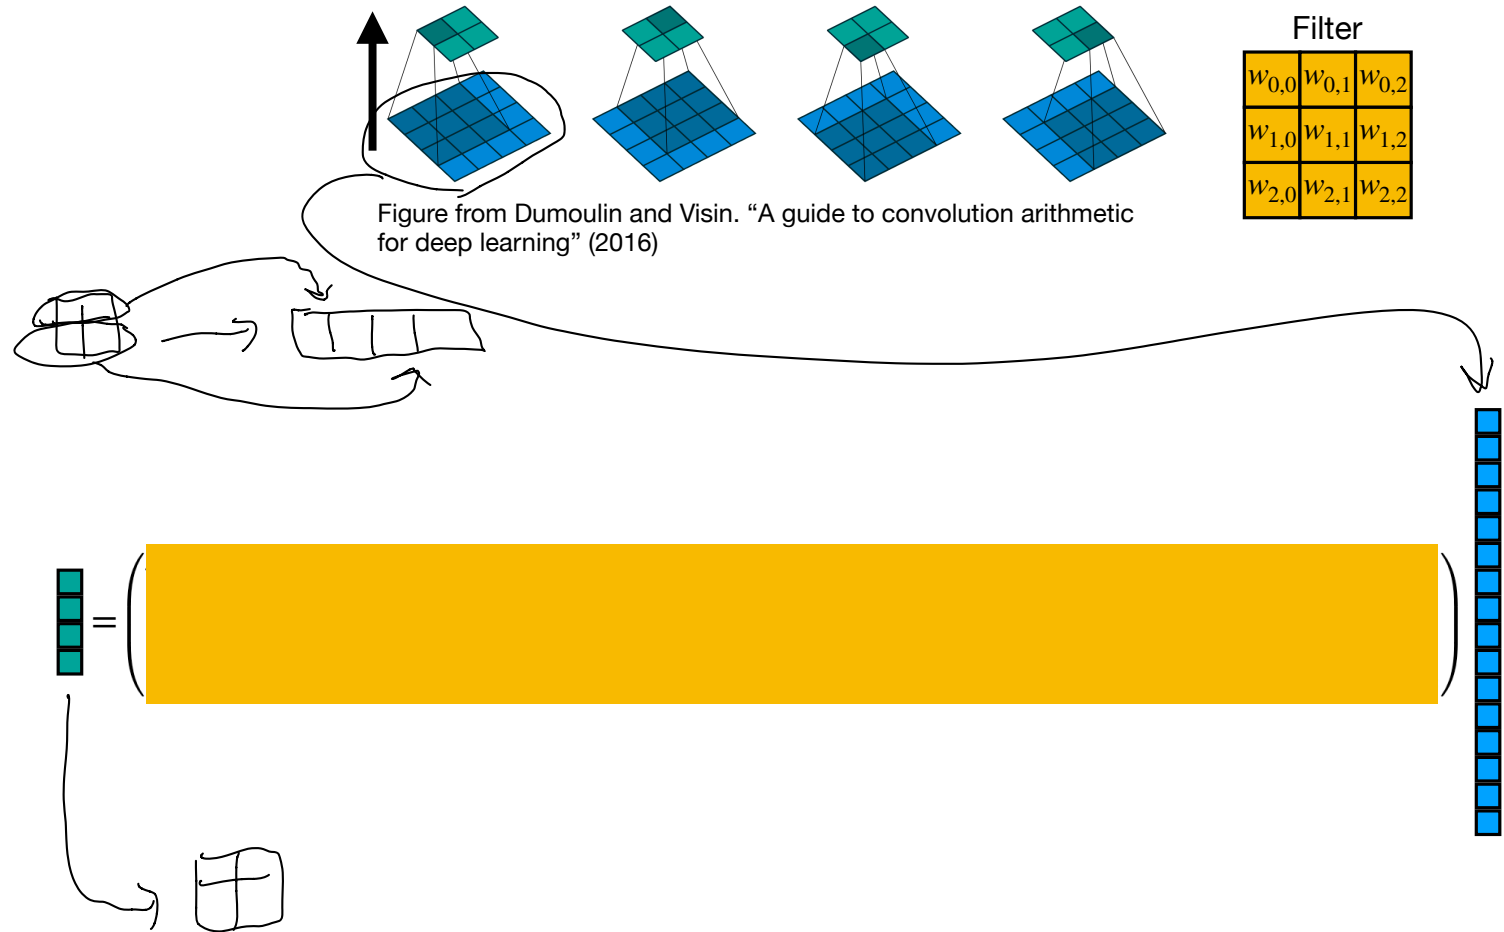 Filter
w0,0 w0,1 w0,2
w1,0 w1,1 w1,2
w2,0 w2,1 w2,2
Figure from Dumoulin and Visin. “A guide to convolution arithmetic
for deep learning” (2016)
= ( )